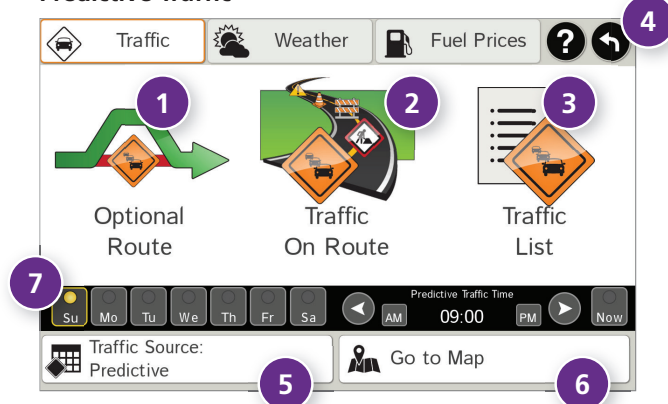 Predictive Traffic
4
Traffic
Weather
Fuel Prices
?
1
2
3
Optional
Route
Traffic
On Route
Traffic
List
7
Su
Mo
Tu
We
Th
Fr
Sa
Predictive Traffic Time
AM
09:00
PM
Now
Traffic Source:
Predictive
Go to Map
5
6